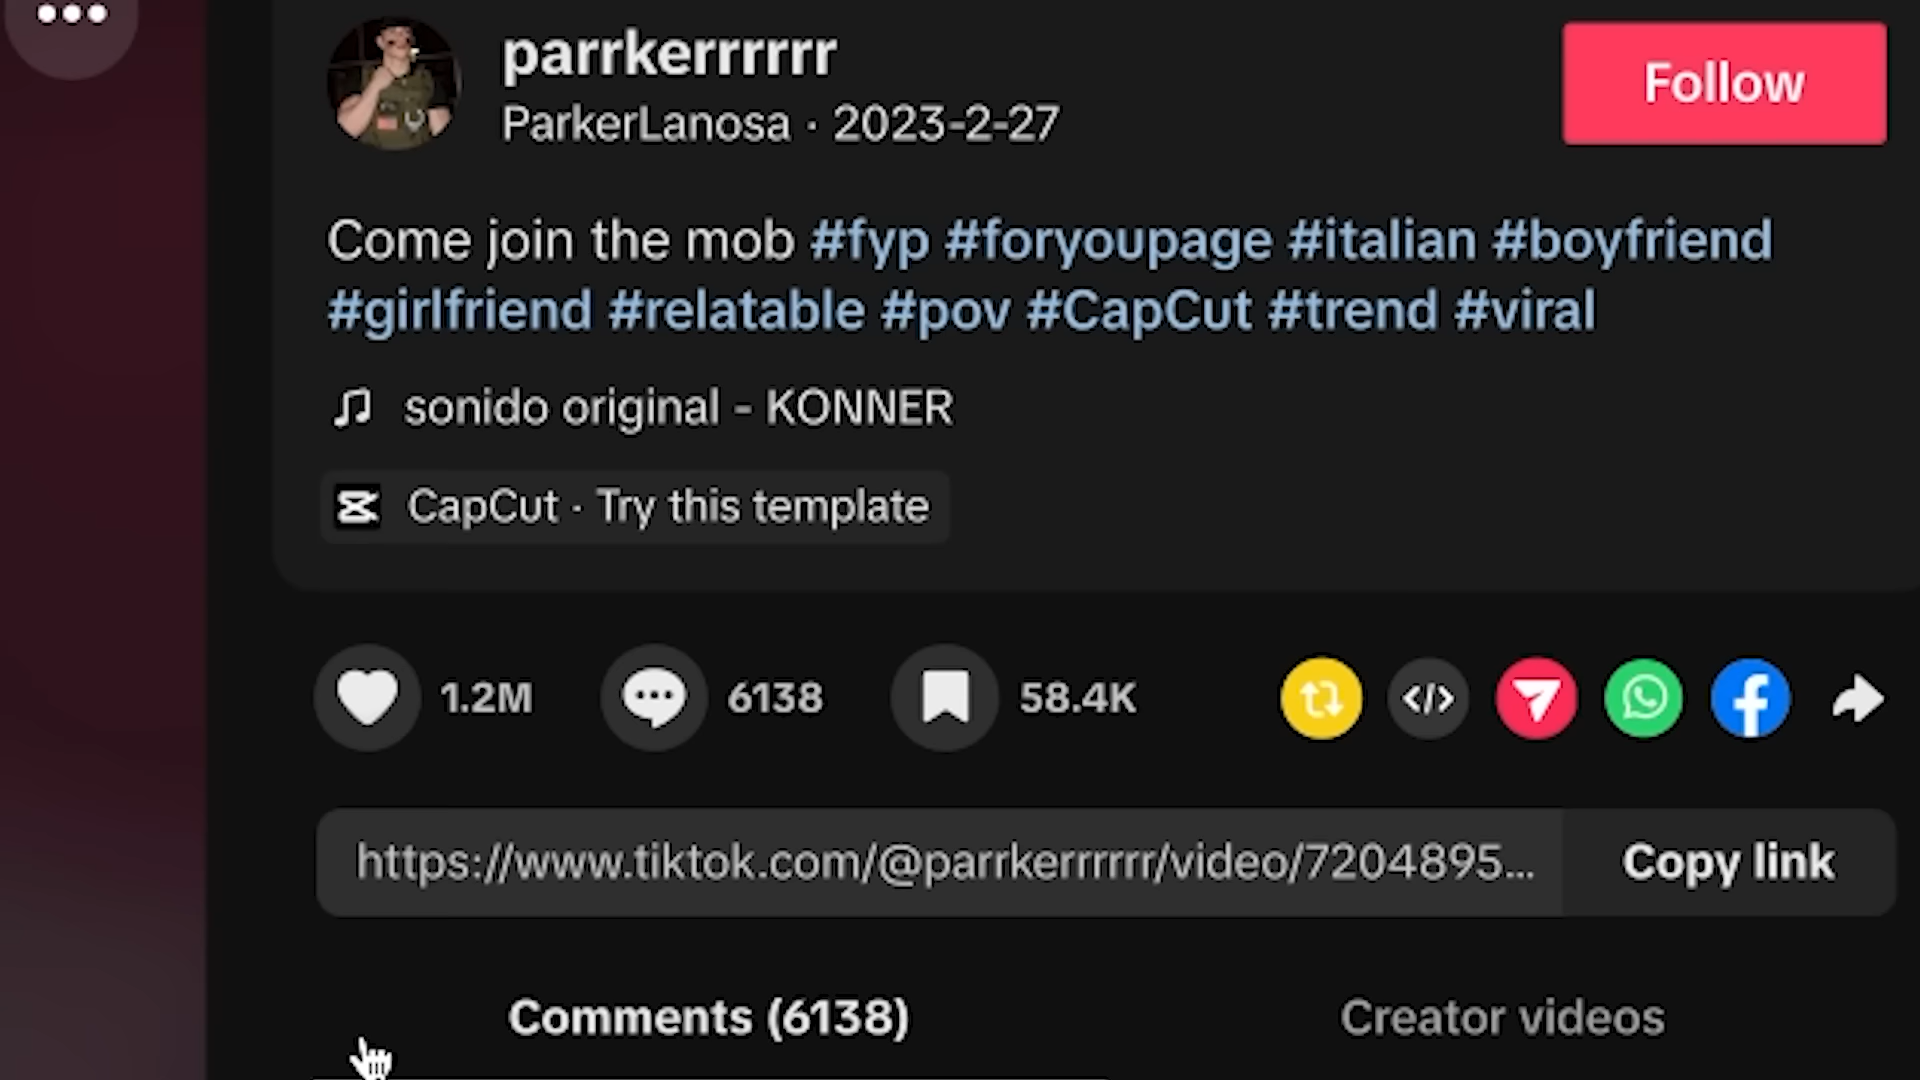 parrkerrrrrr
ParkerLanosa · 2023-2-27
Follow
Come join the mob #fyp #foryoupage #italian #boyfriend
#girlfriend #relatable #pov #CapCut #trend #viral
sonido original - KONNER
CapCut · Try this template
1.2M
6138
58.4K
https://www.tiktok.com/@parrkerrrrrr/video/7204895...
Copy link
Comments (6138)
Creator videos